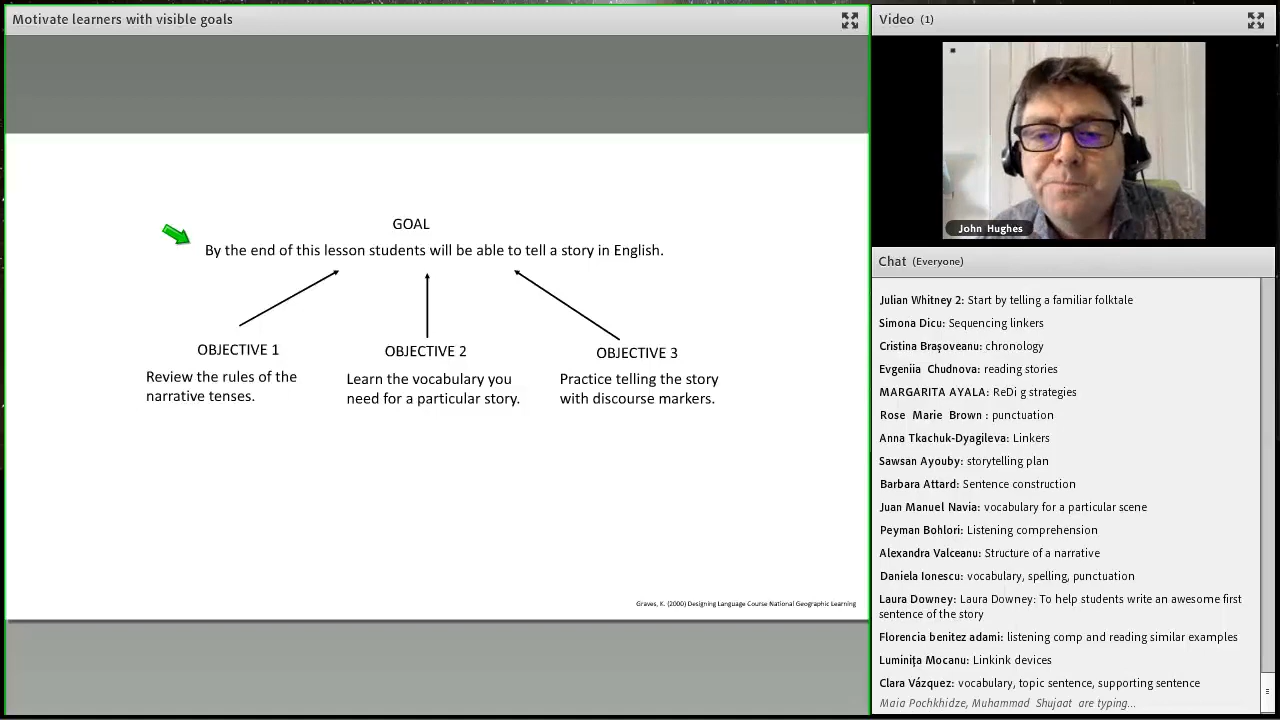 Motivate learners with visible goals
GOAL
By the end of this lesson students will be able to tell a story in English.
OBJECTIVE 1
Review the rules of the
narrative tenses.
OBJECTIVE 2
Learn the vocabulary you
need for a particular story.
OBJECTIVE 3
Practice telling the story
with discourse markers.
Graves, K. (2000) Designing Language Course National Geographic Learning
Video (1)
John Hughes
Chat (Everyone)
Julian Whitney 2: Start by telling a familiar folktale
Simona Dicu: Sequencing linkers
Cristina Brașoveanu: chronology
Evgeniia Chudnova: reading stories
MARGARITA AYALA: ReDi g strategies
Rose Marie Brown : punctuation
Anna Tkachuk-Dyagileva: Linkers
Sawsan Ayouby: storytelling plan
Barbara Attard: Sentence construction
Juan Manuel Navia: vocabulary for a particular scene
Peyman Bohlori: Listening comprehension
Alexandra Valceanu: Structure of a narrative
Daniela Ionescu: vocabulary, spelling, punctuation
Laura Downey: Laura Downey: To help students write an awesome first
sentence of the story
Florencia benitez adami: listening comp and reading similar examples
Luminița Mocanu: Linkink devices
Clara Vázquez: vocabulary, topic sentence, supporting sentence
Maia Pochkhidze, Muhammad Shujaat are typing...